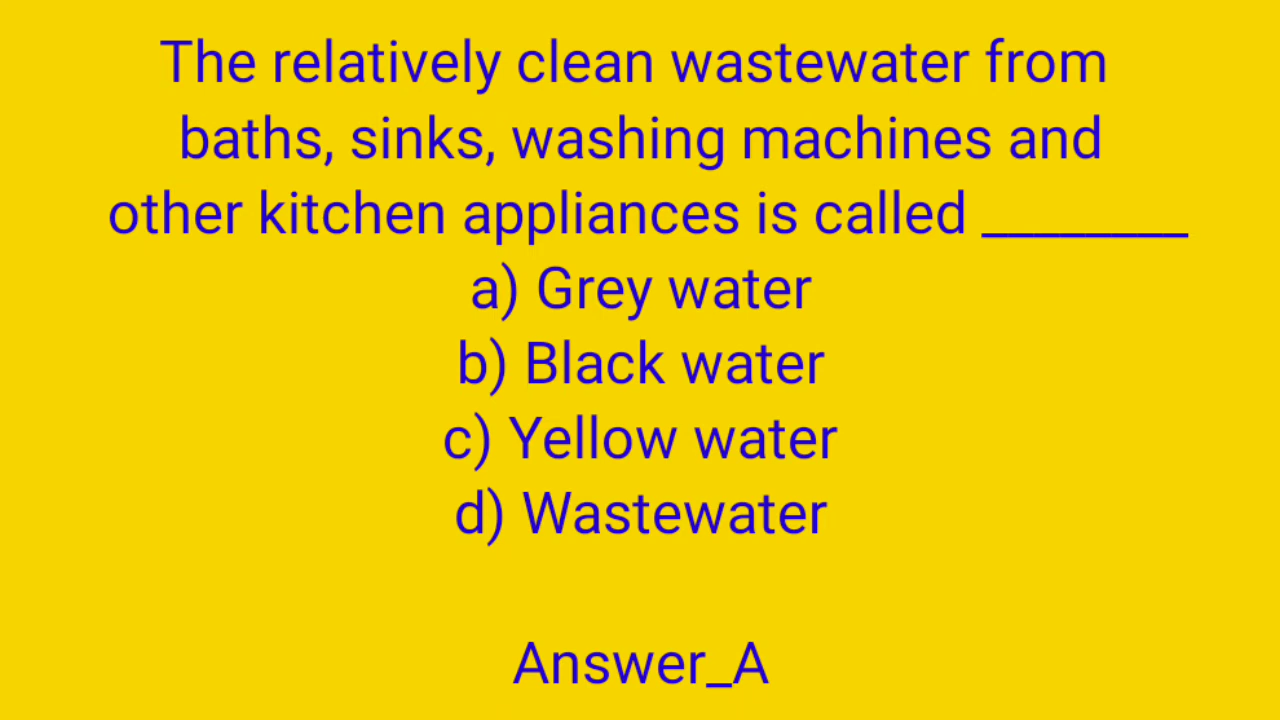 The relatively clean wastewater from
baths, sinks, washing machines and
other kitchen appliances is called ________
a) Grey water
b) Black water
c) Yellow water
d) Wastewater
Answer_A